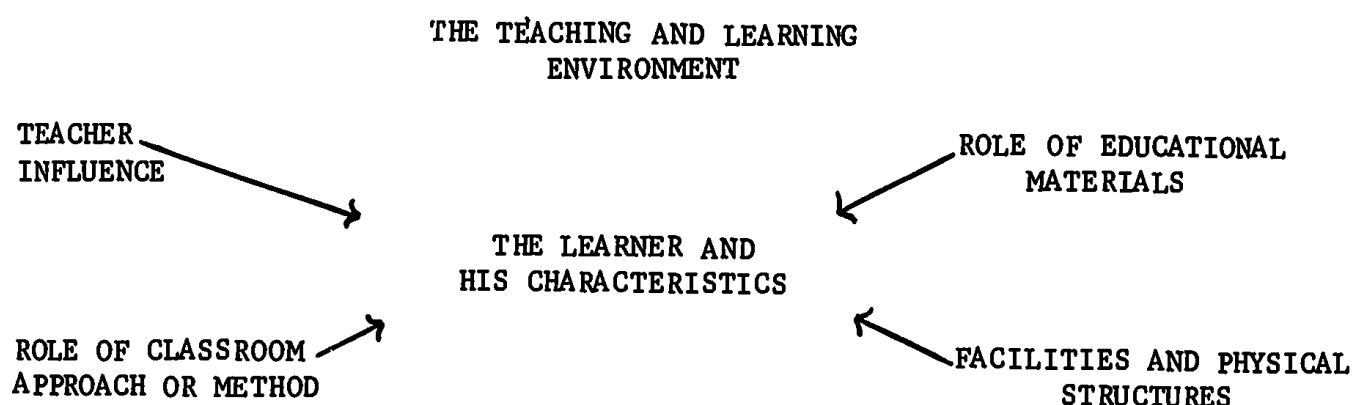 THE TEACHING AND LEARNING
ENVIRONMENT
TEACHER
INFLUENCE
ROLE OF EDUCATIONAL
MATERIALS
THE LEARNER AND
HIS CHARACTERISTICS
ROLE OF CLASSROOM
APPROACH OR METHOD
FACILITIES AND PHYSICAL
STRUCTURES